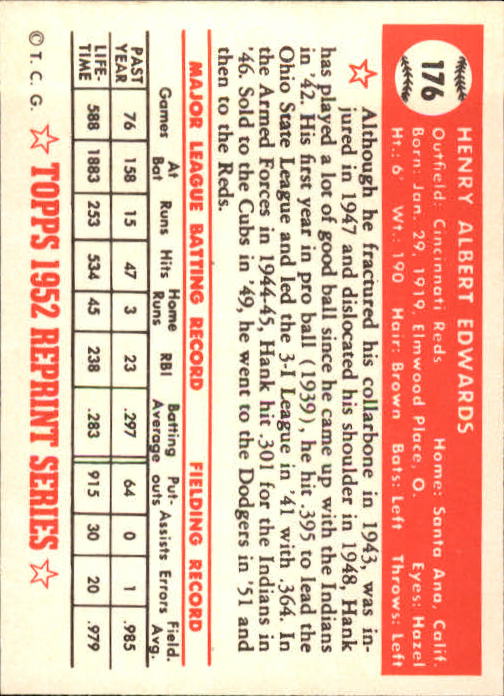 176
HENRY ALBERT EDWARDS
Outfield: Cincinnati Reds Home: Santa Ana, Calif.
Born: Jan. 29, 1919, Elmwood Place, O. Eyes: Hazel
Ht.: 6' Wt.: 190 Hair: Brown Bats: Left Throws: Left
Although he fractured his collarbone in 1943, was in-
jured in 1947 and dislocated his shoulder in 1948, Hank
has played a lot of good ball since he came up with the Indians
in '42. His first year in pro ball (1939), he hit .395 to lead the
Ohio State League and led the 3-I League in '41 with .364. In
the Armed Forces in 1944-45, Hank hit .301 for the Indians in
'46. Sold to the Cubs in '49, he went to the Dodgers in '51 and
then to the Reds.
MAJOR LEAGUE BATTING RECORD FIELDING RECORD
Games At Bat Runs Hits Home Runs RBI Batting Average Put-outs Assists Errors Field. Avg.
PAST YEAR 76 158 15 47 3 23 .297 64 0 1 .985
LIFE-TIME 588 1883 253 534 45 238 .283 915 30 20 .979
© T. C. G. ☆ TOPPS 1952 REPRINT SERIES ☆